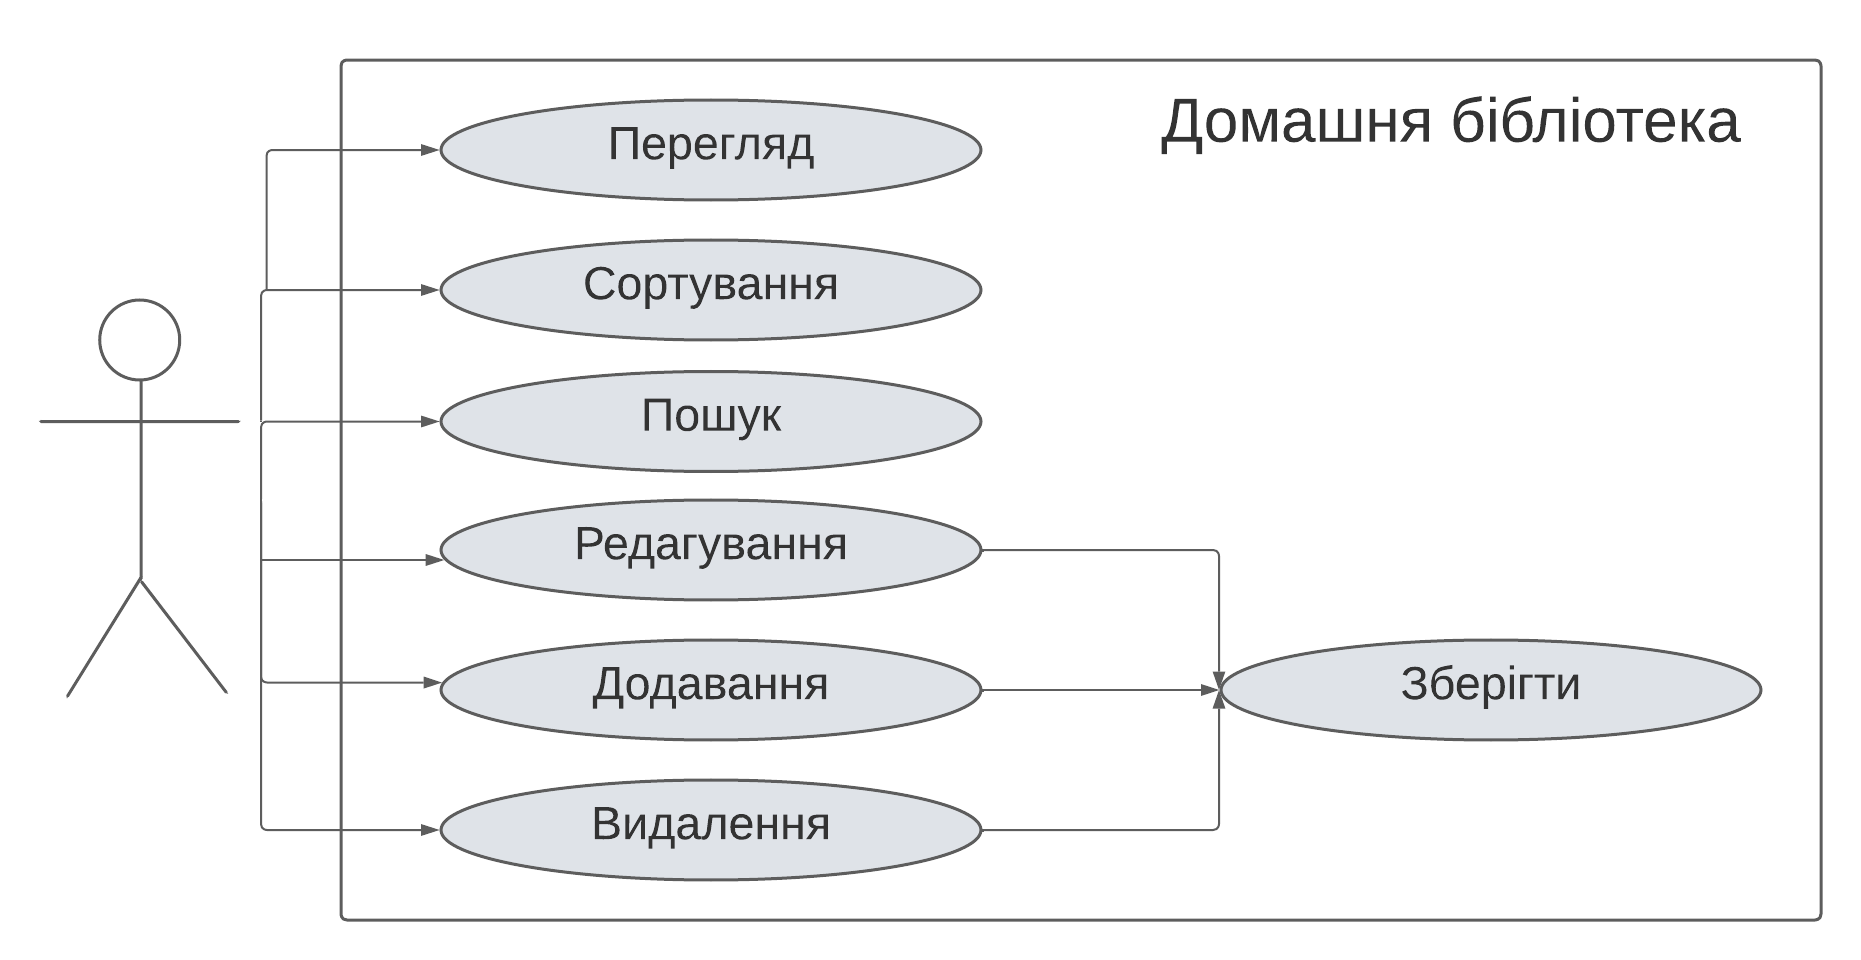 Домашня бібліотека
Перегляд
Сортування
Пошук
Редагування
Додавання
Зберігти
Видалення